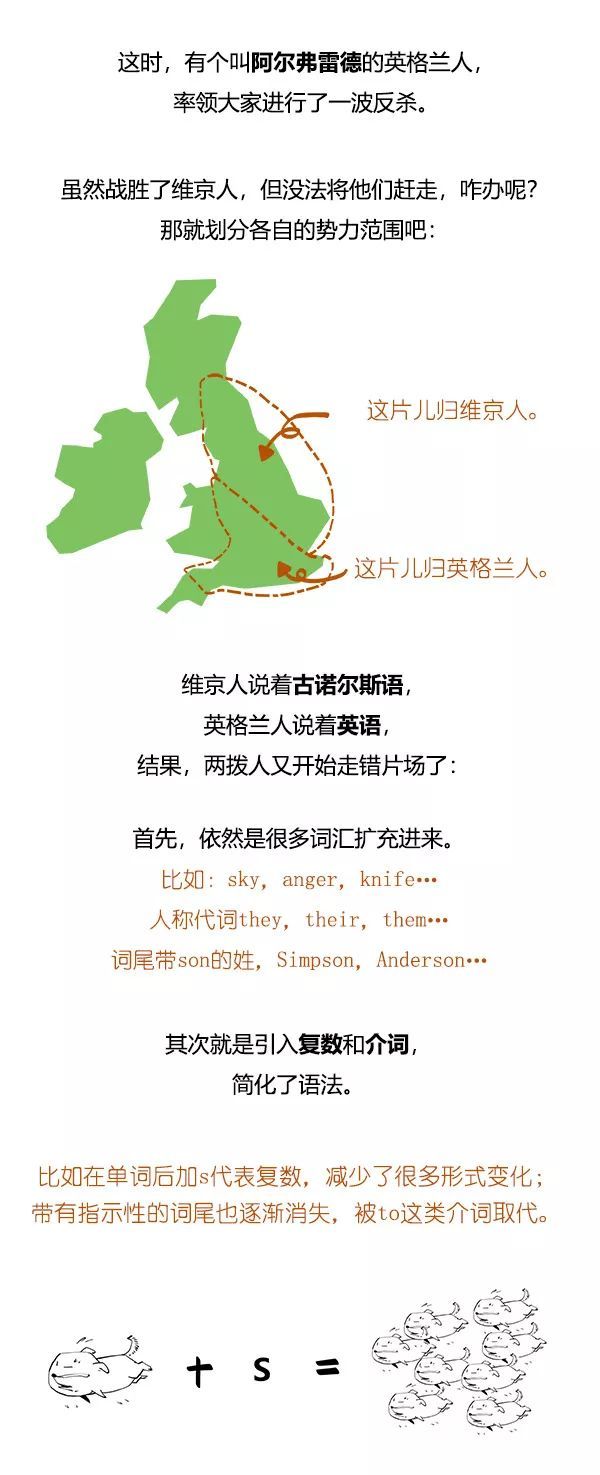 这时，有个叫阿尔弗雷德的英格兰人，
率领大家进行了一波反杀。
虽然战胜了维京人，但没法将他们赶走，咋办呢？
那就划分各自的势力范围吧：
这片儿归维京人。
这片儿归英格兰人。
维京人说着古诺尔斯语，
英格兰人说着英语，
结果，两拨人又开始走错片场了：
首先，依然是很多词汇扩充进来。
比如: sky, anger, knife…
人称代词they, their, them…
词尾带son的姓, Simpson, Anderson…
其次就是引入复数和介词，
简化了语法。
比如在单词后加s代表复数，减少了很多形式变化；
带有指示性的词尾也逐渐消失，被to这类介词取代。
+ s =